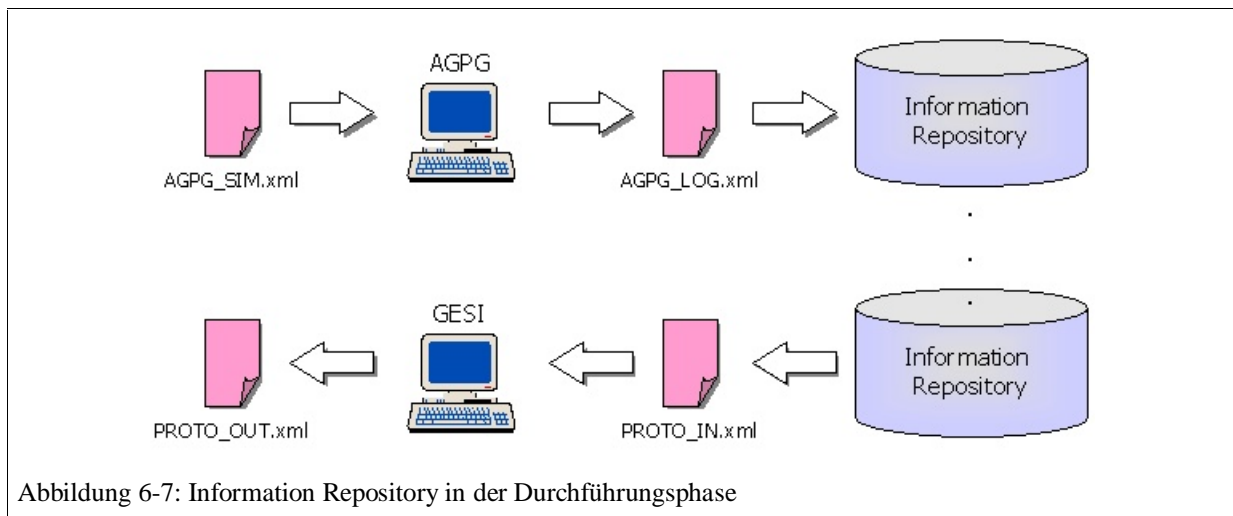 AGPG
Information
Repository
AGPG_SIM.xml
AGPG_LOG.xml
GESI
Information
Repository
PROTO_OUT.xml
PROTO_IN.xml
Abbildung 6-7: Information Repository in der Durchführungsphase